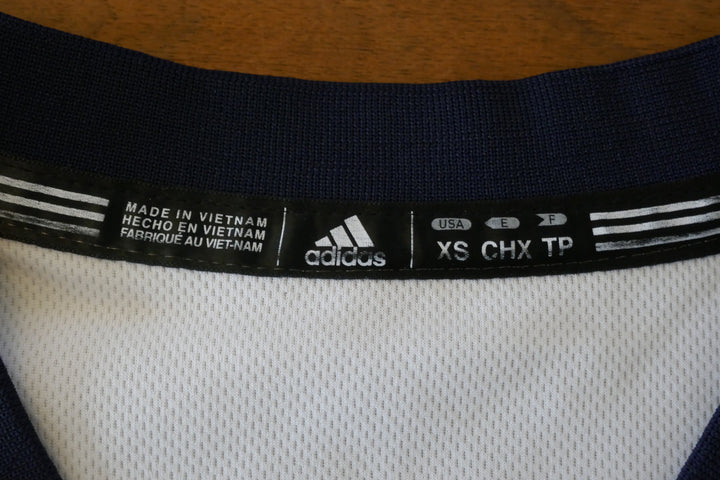 MADE IN VIETNAM
HECHO EN VIETNAM
FABRIQUÉ AU VIET-NAM
adidas
USA E F
XS CHX TP